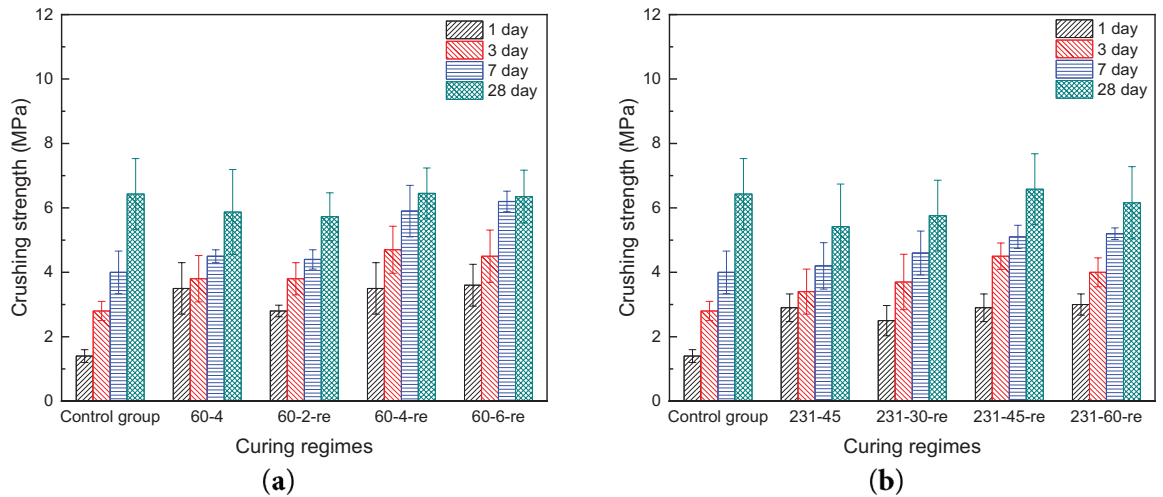 12
10
8
6
4
2
0
Crushing strength (MPa)
1 day
3 day
7 day
28 day
Control group 60-4 60-2-re 60-4-re 60-6-re
Curing regimes
(a)
12
10
8
6
4
2
0
Crushing strength (MPa)
1 day
3 day
7 day
28 day
Control group 231-45 231-30-re 231-45-re 231-60-re
Curing regimes
(b)